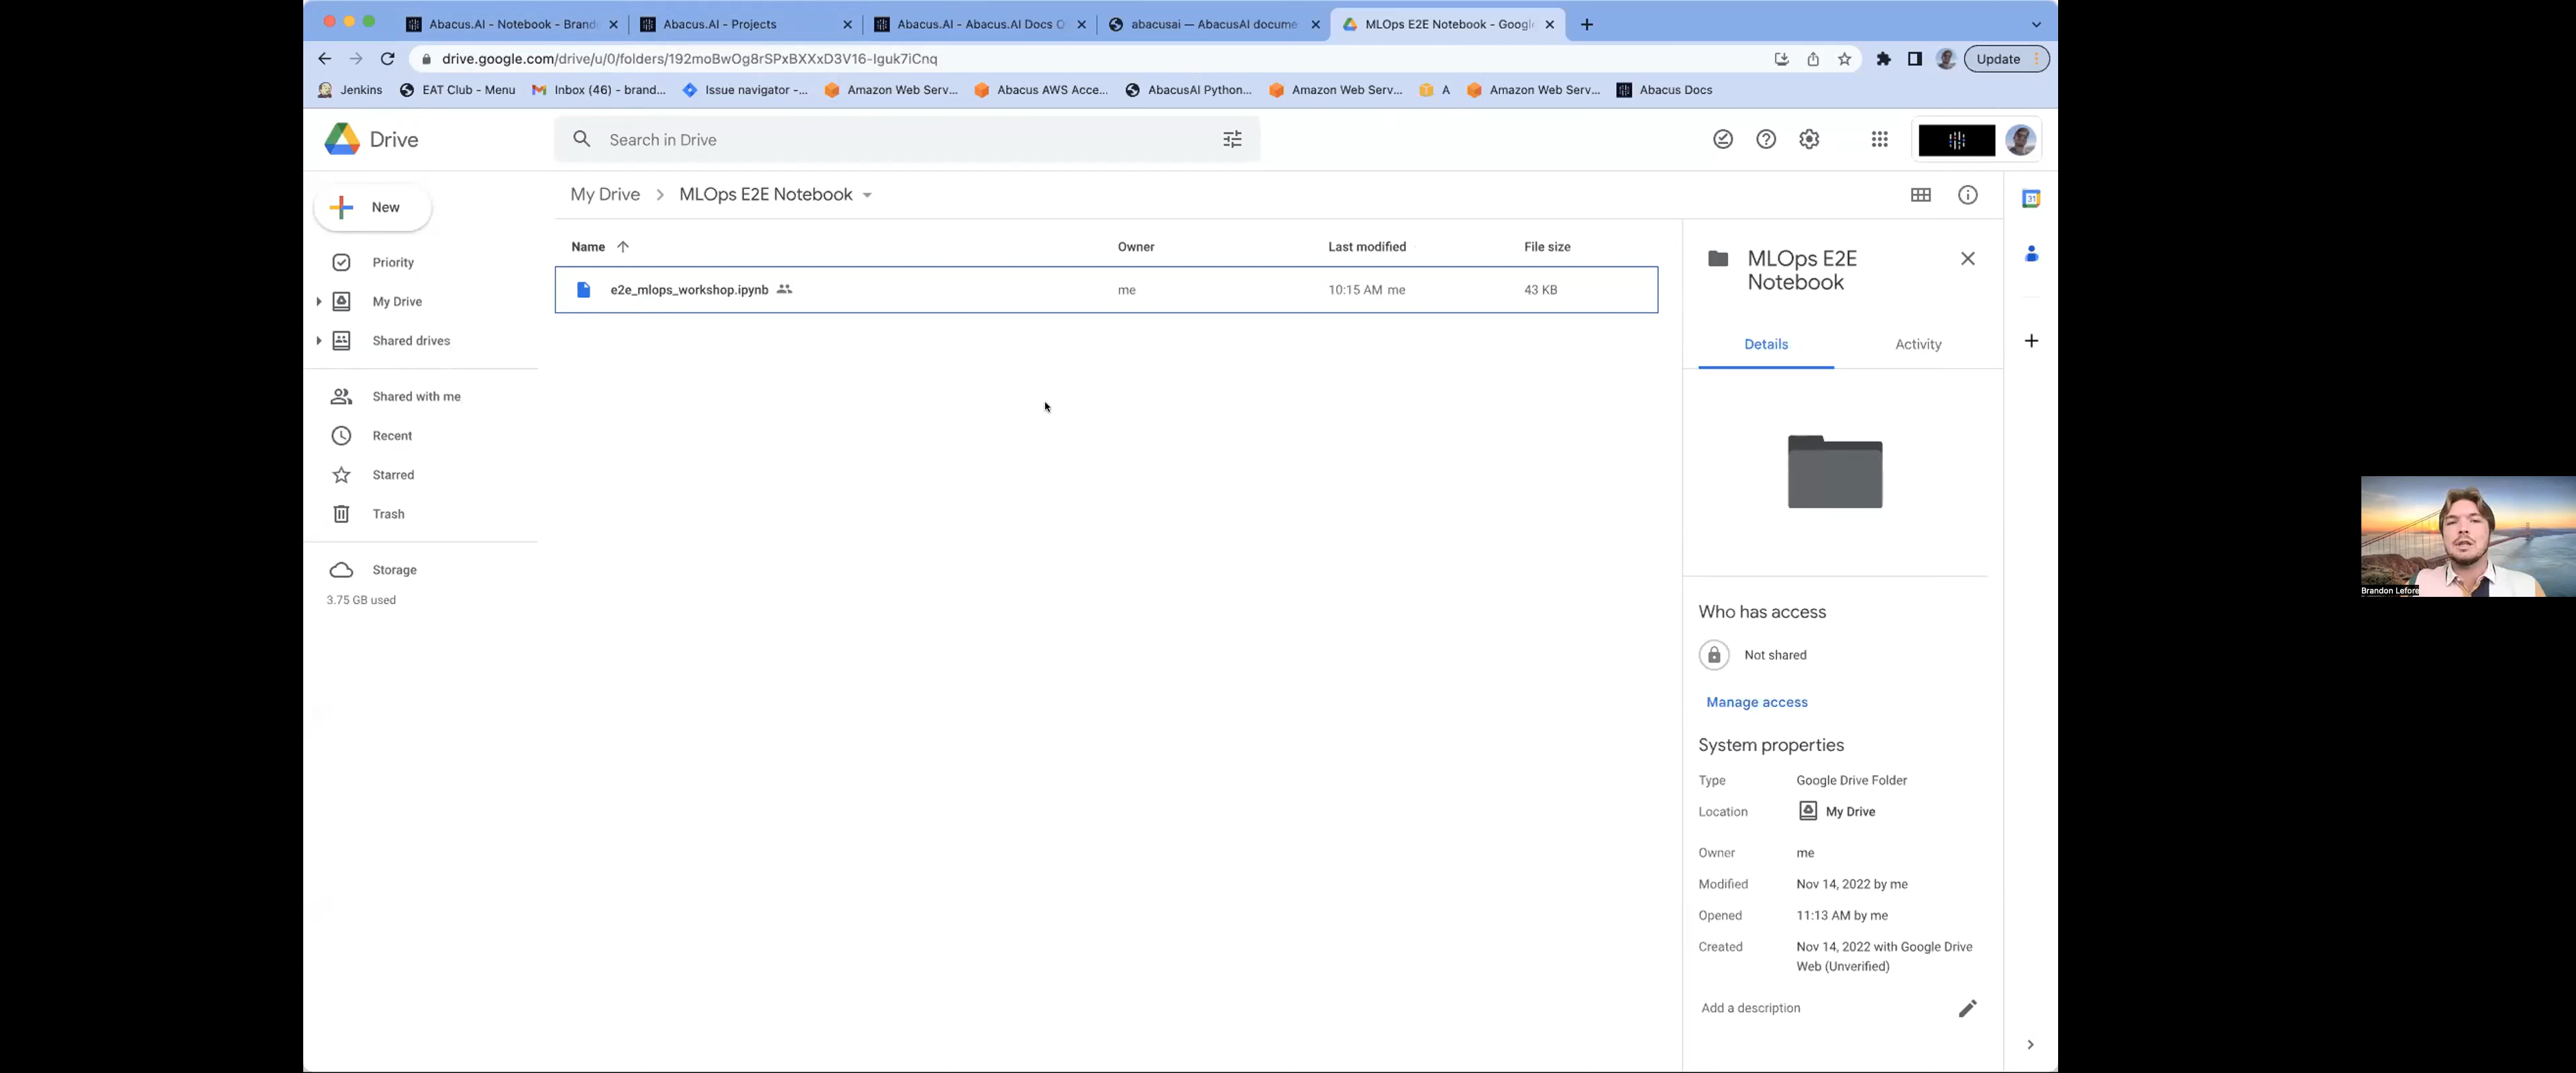 Abacus.AI - Notebook - Brand
Abacus.AI - Projects
Abacus.AI - Abacus.AI Docs O
abacusai — AbacusAI docume
MLOps E2E Notebook - Googl
drive.google.com/drive/u/0/folders/192moBwOg8rSPxBXXxD3V16-Iguk7iCnq
Update
Jenkins
EAT Club - Menu
Inbox (46) - brand...
Issue navigator -...
Amazon Web Serv...
Abacus AWS Acce...
AbacusAI Python...
Amazon Web Serv...
A
Amazon Web Serv...
Abacus Docs
Drive
Search in Drive
New
Priority
My Drive
Shared drives
Shared with me
Recent
Starred
Trash
Storage
3.75 GB used
My Drive > MLOps E2E Notebook
Name Owner Last modified File size
e2e_mlops_workshop.ipynb me 10:15 AM me 43 KB
MLOps E2E
Notebook
Details Activity
Who has access
Not shared
Manage access
System properties
Type Google Drive Folder
Location My Drive
Owner me
Modified Nov 14, 2022 by me
Opened 11:13 AM by me
Created Nov 14, 2022 with Google Drive
Web (Unverified)
Add a description
31
Brandon Lefore